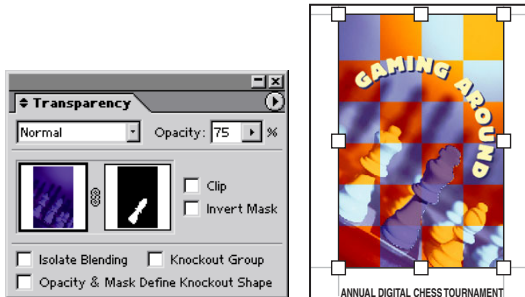 Transparency
Normal Opacity: 75 %
Clip
Invert Mask
Isolate Blending Knockout Group
Opacity & Mask Define Knockout Shape
GAMING AROUND
ANNUAL DIGITAL CHESS TOURNAMENT